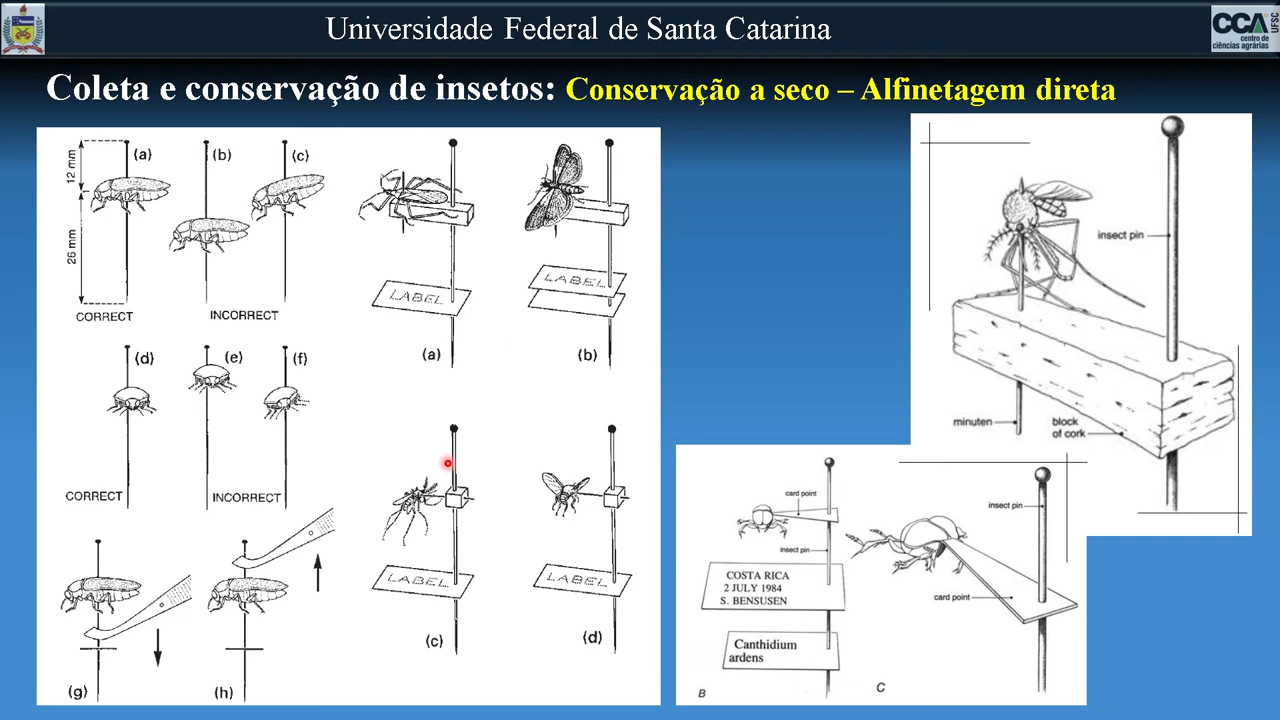 Universidade Federal de Santa Catarina
CCA
UFSC
centro de
ciências agrárias
Coleta e conservação de insetos: Conservação a seco – Alfinetagem direta
12 mm
26 mm
(a)
(b)
(c)
CORRECT
INCORRECT
(d)
(e)
(f)
CORRECT
INCORRECT
(g)
(h)
LABEL
(a)
LABEL
(b)
LABEL
(c)
LABEL
(d)
insect pin
minuten
block
of cork
card point
insect pin
COSTA RICA
2 JULY 1984
S. BENSUSEN
Canthidium
ardens
B
insect pin
card point
C